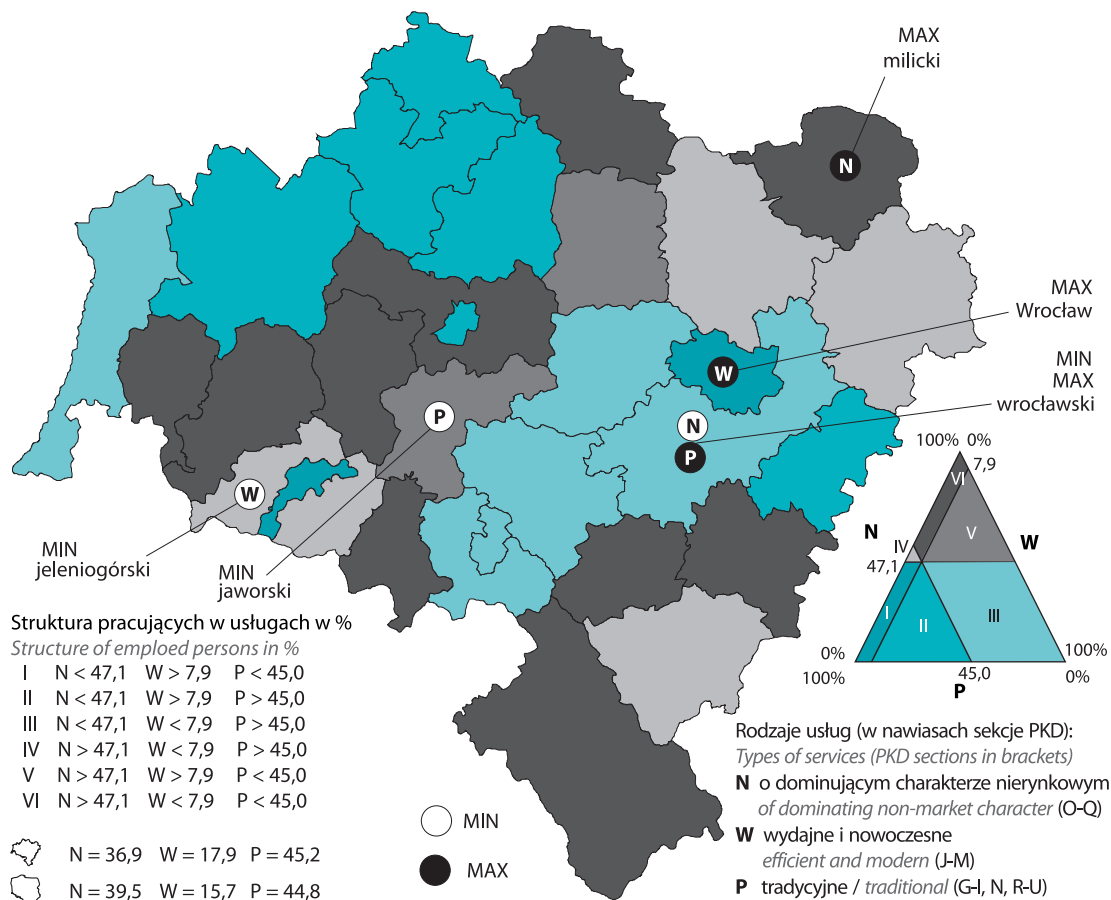 MAX
milicki
N
MAX
Wrocław
W
MIN
MAX
wrocławski
P
N
P
W
MIN
jeleniogórski
MIN
jaworski
100% 0%
7,9
VI
N
V
W
IV
47,1
I
II
III
0%
100%
100%
0%
45,0
P
Struktura pracujących w usługach w %
Structure of emploed persons in %
I N < 47,1 W > 7,9 P < 45,0
II N < 47,1 W > 7,9 P > 45,0
III N < 47,1 W < 7,9 P > 45,0
IV N > 47,1 W < 7,9 P > 45,0
V N > 47,1 W > 7,9 P < 45,0
VI N > 47,1 W < 7,9 P < 45,0
N = 36,9 W = 17,9 P = 45,2
N = 39,5 W = 15,7 P = 44,8
MIN
MAX
Rodzaje usług (w nawiasach sekcje PKD):
Types of services (PKD sections in brackets)
N o dominującym charakterze nierynkowym
of dominating non-market character (O-Q)
W wydajne i nowoczesne
efficient and modern (J-M)
P tradycyjne / traditional (G-I, N, R-U)